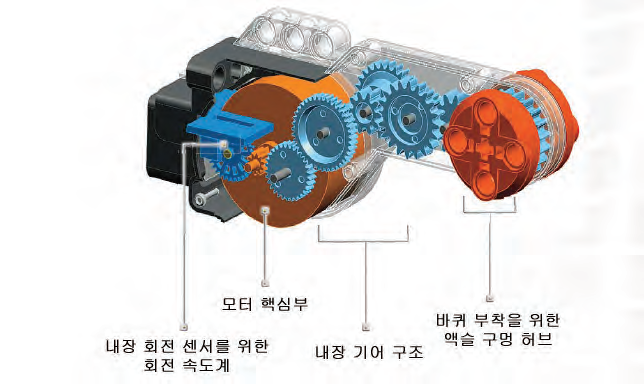 모터 핵심부
내장 회전 센서를 위한
회전 속도계
내장 기어 구조
바퀴 부착을 위한
액슬 구멍 허브